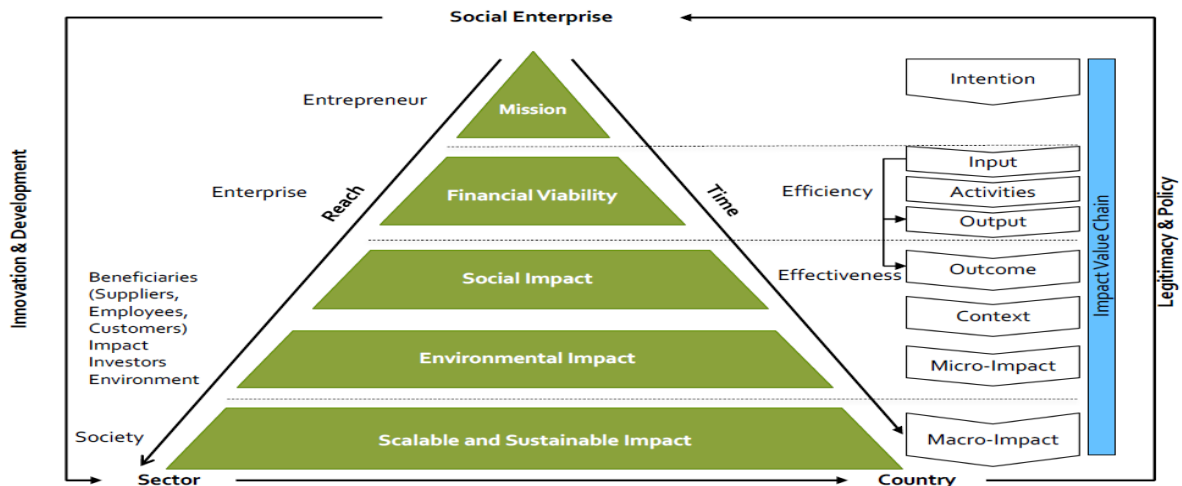 Social Enterprise
Entrepreneur
Mission
Intention
Innovation & Development
Enterprise
Reach
Financial Viability
Time
Efficiency
Input
Activities
Output
Impact Value Chain
Legitimacy & Policy
Beneficiaries
(Suppliers,
Employees,
Customers)
Impact
Investors
Environment
Social Impact
Effectiveness
Outcome
Context
Environmental Impact
Micro-Impact
Society
Scalable and Sustainable Impact
Macro-Impact
Sector
Country